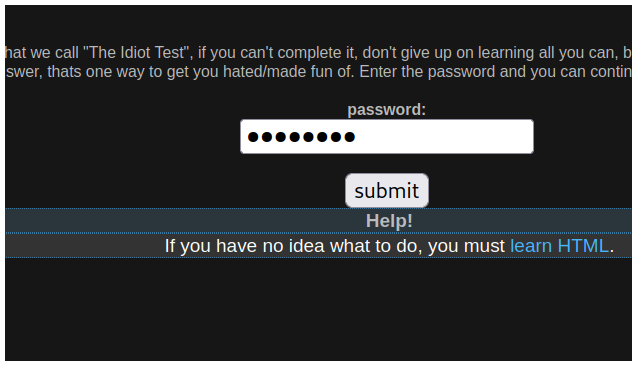 hat we call "The Idiot Test", if you can't complete it, don't give up on learning all you can, b
swer, thats one way to get you hated/made fun of. Enter the password and you can contin
password:
●●●●●●●●
submit
Help!
If you have no idea what to do, you must learn HTML.